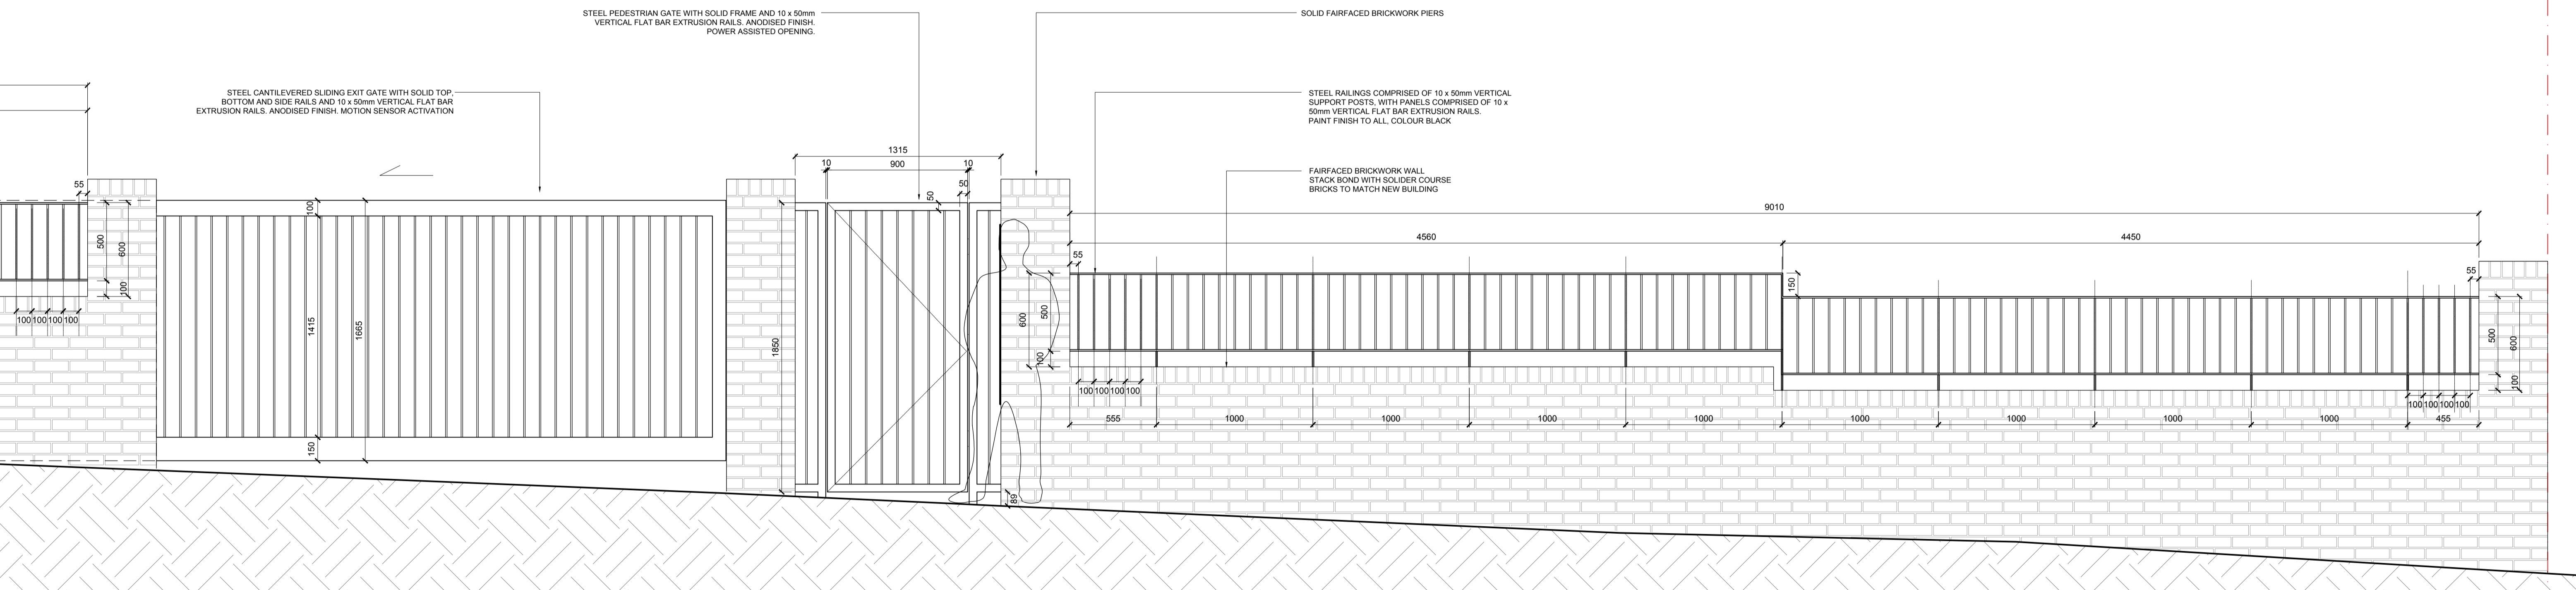 STEEL PEDESTRIAN GATE WITH SOLID FRAME AND 10 x 50mm
VERTICAL FLAT BAR EXTRUSION RAILS. ANODISED FINISH.
POWER ASSISTED OPENING.
SOLID FAIRFACED BRICKWORK PIERS
STEEL CANTILEVERED SLIDING EXIT GATE WITH SOLID TOP,
BOTTOM AND SIDE RAILS AND 10 x 50mm VERTICAL FLAT BAR
EXTRUSION RAILS. ANODISED FINISH. MOTION SENSOR ACTIVATION
STEEL RAILINGS COMPRISED OF 10 x 50mm VERTICAL
SUPPORT POSTS, WITH PANELS COMPRISED OF 10 x
50mm VERTICAL FLAT BAR EXTRUSION RAILS.
PAINT FINISH TO ALL, COLOUR BLACK
FAIRFACED BRICKWORK WALL
STACK BOND WITH SOLIDER COURSE
BRICKS TO MATCH NEW BUILDING
1315
10 900 10
55
50
50
100
500
600
100
100 100 100 100
1415
1665
150
1850
89
9010
4560 4450
55
600
500
100
150
55
500
600
100
100 100 100 100
100 100 100 100
555 1000 1000 1000 1000 1000 1000 1000 1000 455